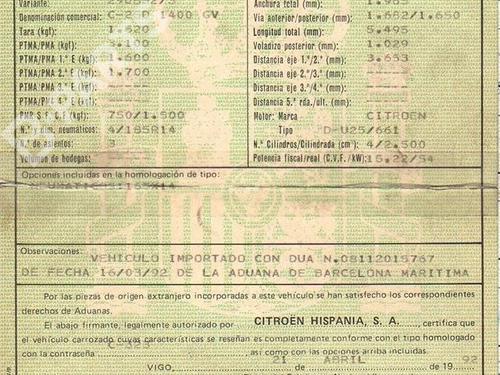 Variante:
Denominación comercial: C-25 D 1400 GV
Tara (kgf): 1.620
PTMA/PMA (kgf): 3.100
PTMA/PMA 1.º E (kgf): 1.600
PTMA/PMA 2.º E (kgf): 1.700
PTMA/PMA 3.º E (kgf):
PTMA/PMA 4.º E (kgf):
PMR S.F./C.F. (kgf): 750/1.500
N.º dim. neumáticos: 4/185R14
N.º de asientos: 3
Volumen de bodegas:
Anchura total (mm): 1.965
Vía anterior/posterior (mm): 1.682/1.650
Longitud total (mm): 5.495
Voladizo posterior (mm): 1.029
Distancia eje 1.º/2.º (mm): 3.653
Distancia eje 2.º/3.º (mm):
Distancia eje 3.º/4.º (mm):
Distancia 5.ª rda./ult. (mm):
Motor: Marca CITROEN
Tipo D-U25/661
N.º Cilindros/Cilindrada (cm): 4/2.500
Potencia fiscal/real (C.V.F./kW): 15.22/54
Opciones incluidas en la homologación de tipo:
Observaciones:
VEHICULO IMPORTADO CON DUA N.08112015767
DE FECHA 16/03/92 DE LA ADUANA DE BARCELONA MARITIMA
Por las piezas de origen extranjero incorporadas a este vehículo se han satisfecho los correspondientes
derechos de Aduanas.
El abajo firmante, legalmente autorizado por CITROËN HISPANIA, S. A. , certifica que
el vehículo carrozado cuyas características se reseñan es completamente conforme con el tipo homologado
con la contraseña C-323 , así como con las opciones arriba incluidas.
VIGO, 21 de ABRIL de 19 92